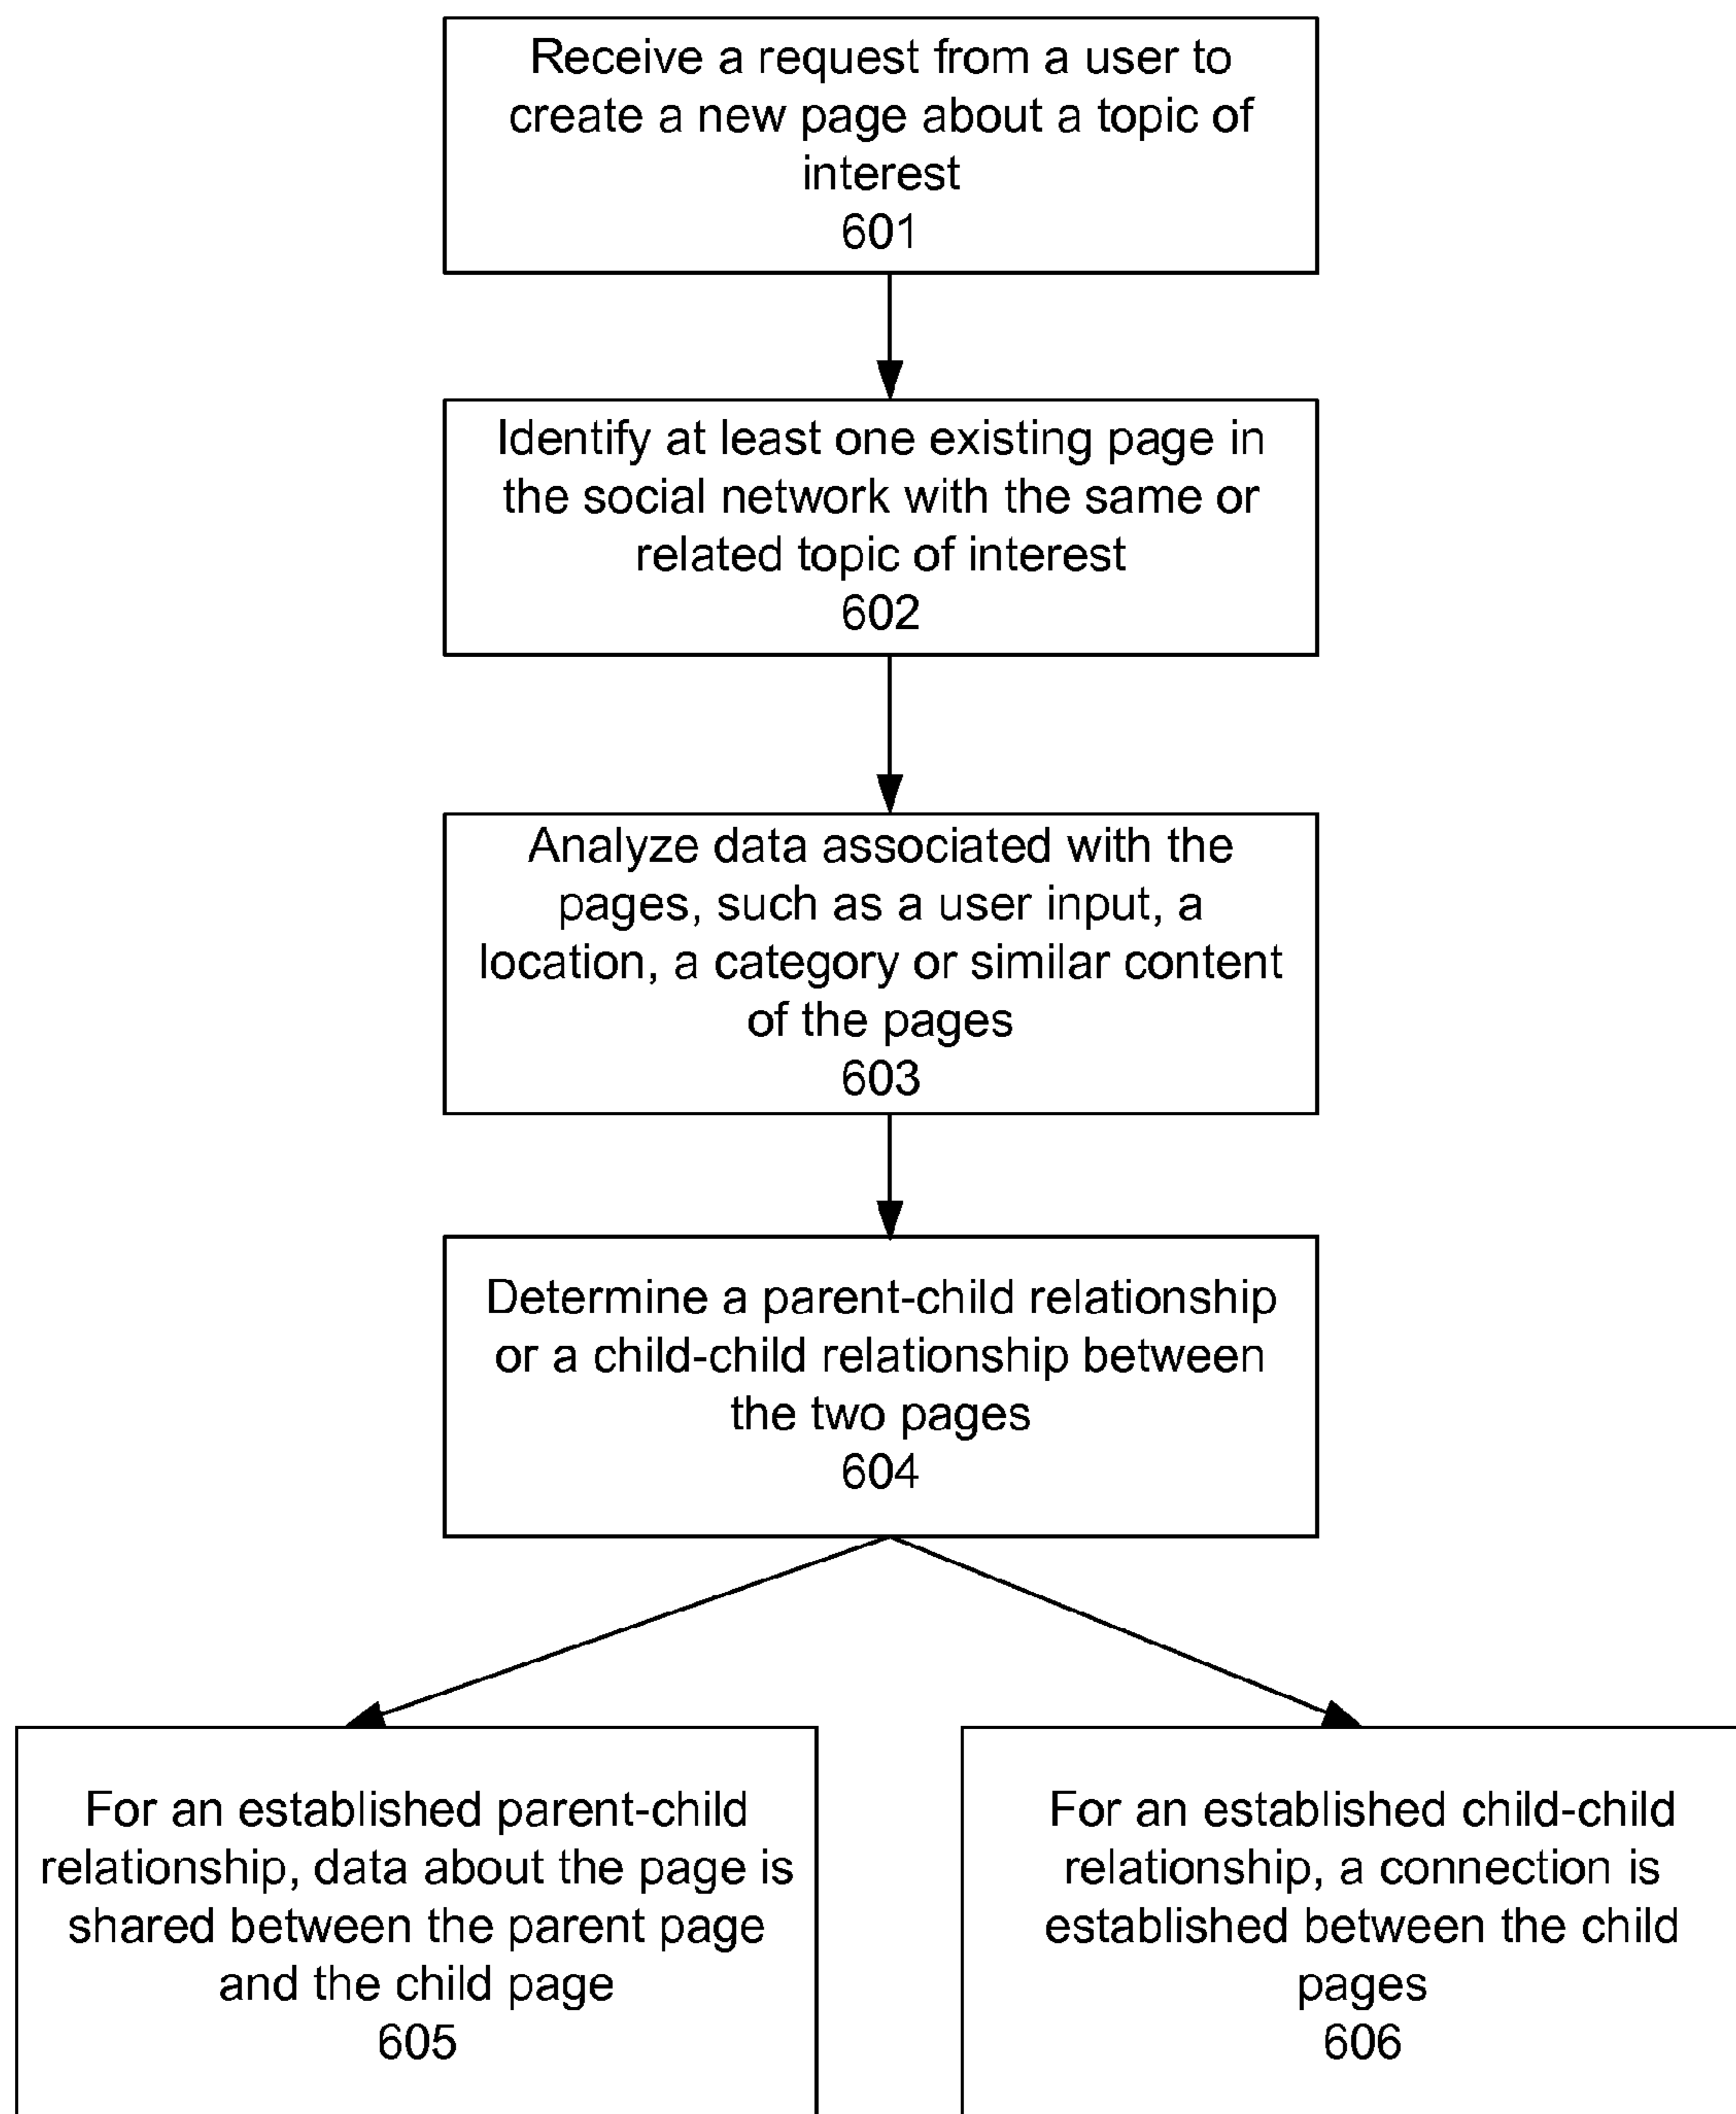 Receive a request from a user to
create a new page about a topic of
interest
601
Identify at least one existing page in
the social network with the same or
related topic of interest
602
Analyze data associated with the
pages, such as a user input, a
location, a category or similar content
of the pages
603
Determine a parent-child relationship
or a child-child relationship between
the two pages
604
For an established parent-child
relationship, data about the page is
shared between the parent page
and the child page
605
For an established child-child
relationship, a connection is
established between the child
pages
606